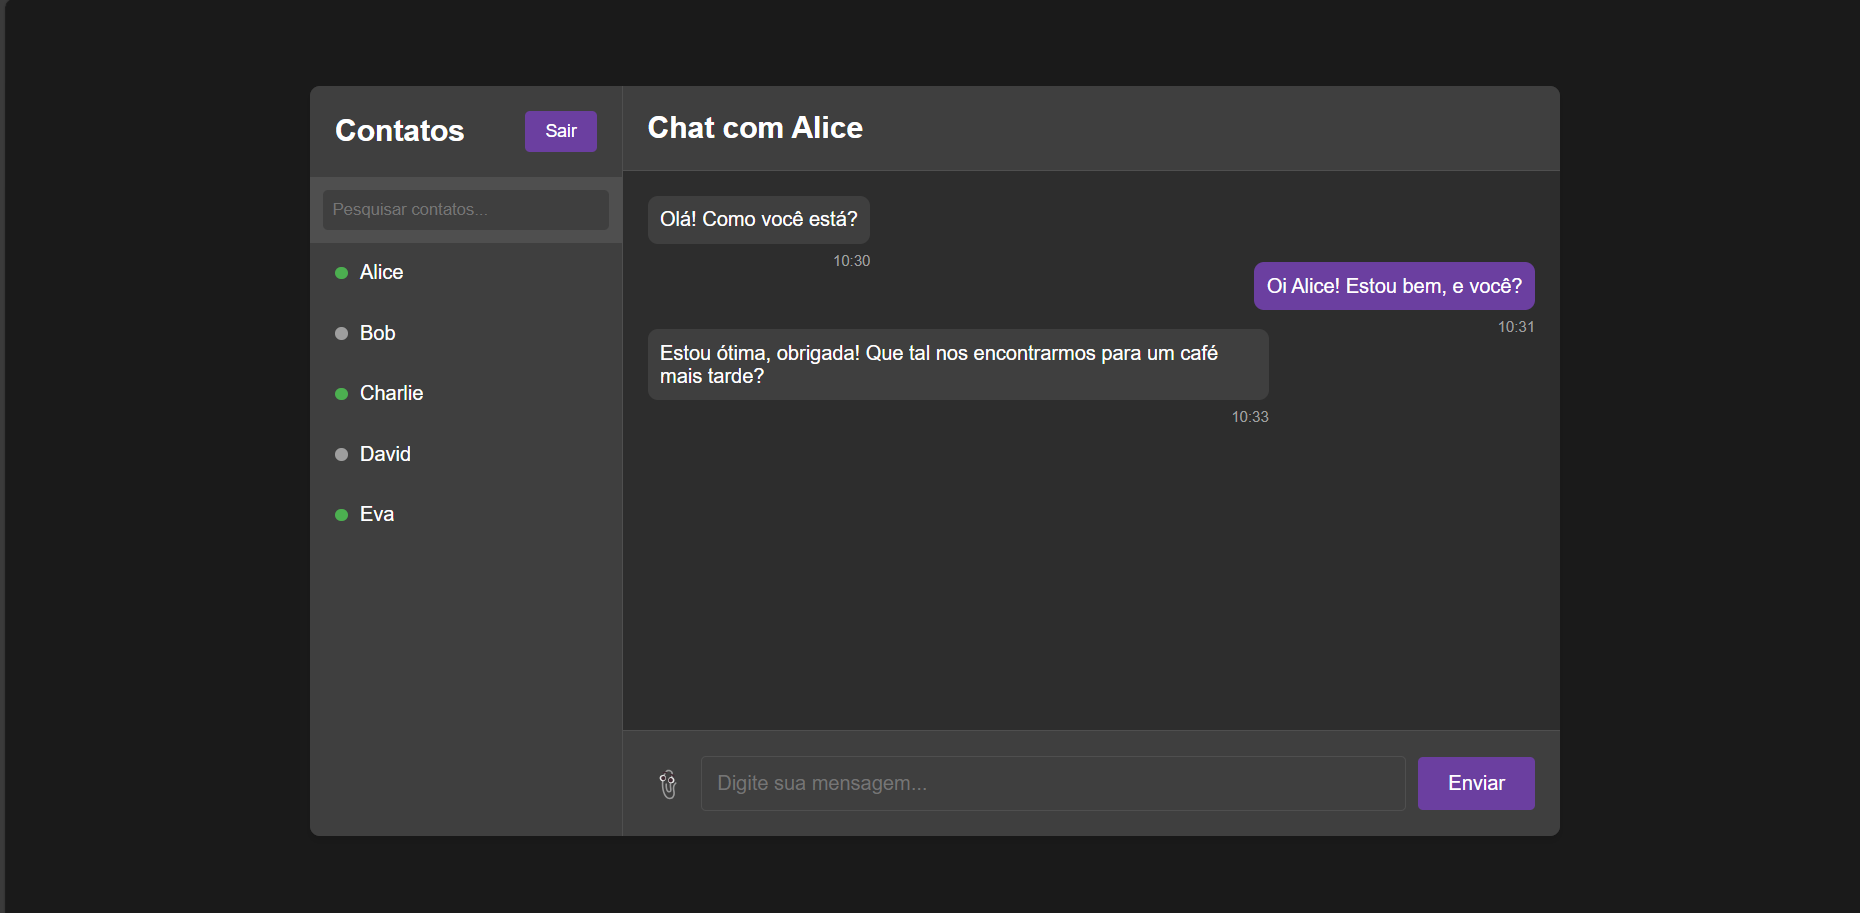 Contatos
Sair
Pesquisar contatos...
Alice
Bob
Charlie
David
Eva
Chat com Alice
Olá! Como você está?
10:30
Oi Alice! Estou bem, e você?
10:31
Estou ótima, obrigada! Que tal nos encontrarmos para um café
mais tarde?
10:33
Digite sua mensagem...
Enviar